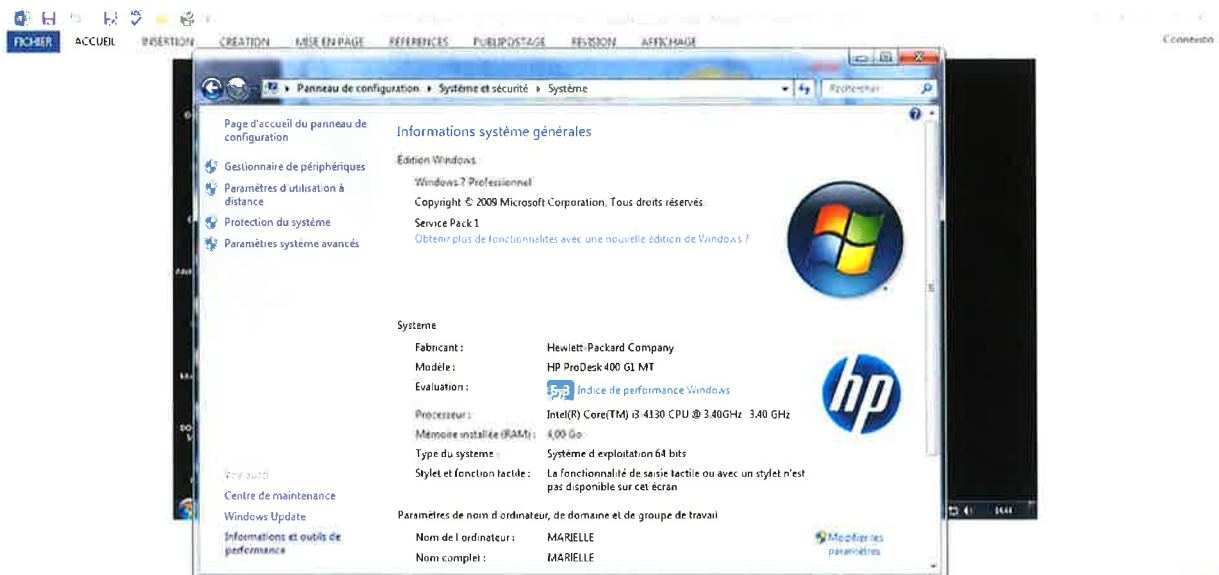 FICHIER ACCUEIL INSERTION CRÉATION MISE EN PAGE RÉFÉRENCES PUBLIPOSTAGE RÉVISION AFFICHAGE Connexion
Panneau de configuration Système et sécurité Système Rechercher
Page d'accueil du panneau de
configuration
Gestionnaire de périphériques
Paramètres d'utilisation à
distance
Protection du système
Paramètres système avancés
Informations système générales
Édition Windows
Windows 7 Professionnel
Copyright © 2009 Microsoft Corporation. Tous droits réservés.
Service Pack 1
Obtenir plus de fonctionnalités avec une nouvelle édition de Windows 7
Système
Fabricant : Hewlett-Packard Company
Modèle : HP ProDesk 400 G1 MT
Évaluation : 5,3 Indice de performance Windows
Processeur : Intel(R) Core(TM) i3-4130 CPU @ 3.40GHz 3.40 GHz
Mémoire installée (RAM) : 4,00 Go
Type du système : Système d'exploitation 64 bits
Stylet et fonction tactile : La fonctionnalité de saisie tactile ou avec un stylet n'est
pas disponible sur cet écran
hp
Voir aussi
Centre de maintenance
Windows Update
Informations et outils de
performance
Paramètres de nom d'ordinateur, de domaine et de groupe de travail
Nom de l'ordinateur : MARIELLE
Nom complet : MARIELLE
Modifier les
paramètres
14:44